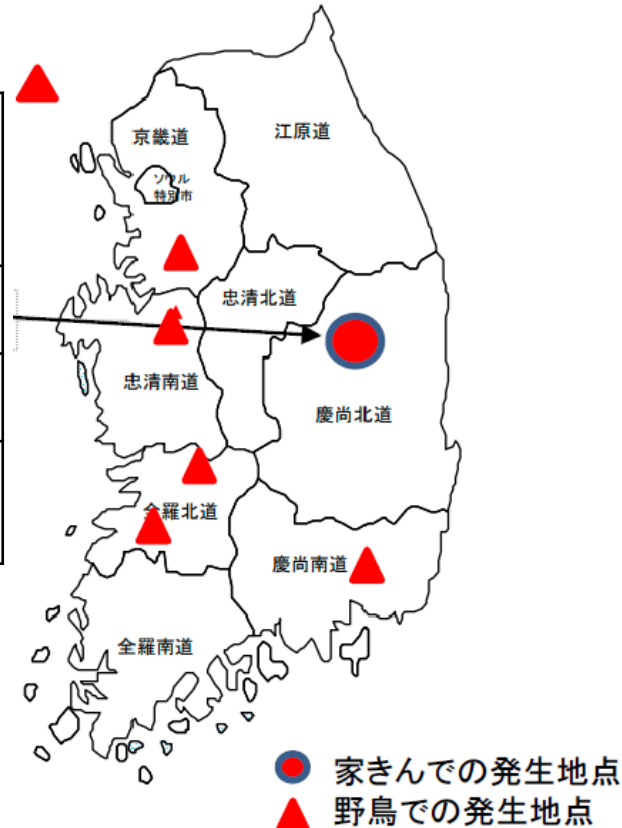 京畿道
江原道
ソウル
特別市
忠清北道
忠清南道
慶尚北道
全羅北道
慶尚南道
全羅南道
家きんでの発生地点
野鳥での発生地点